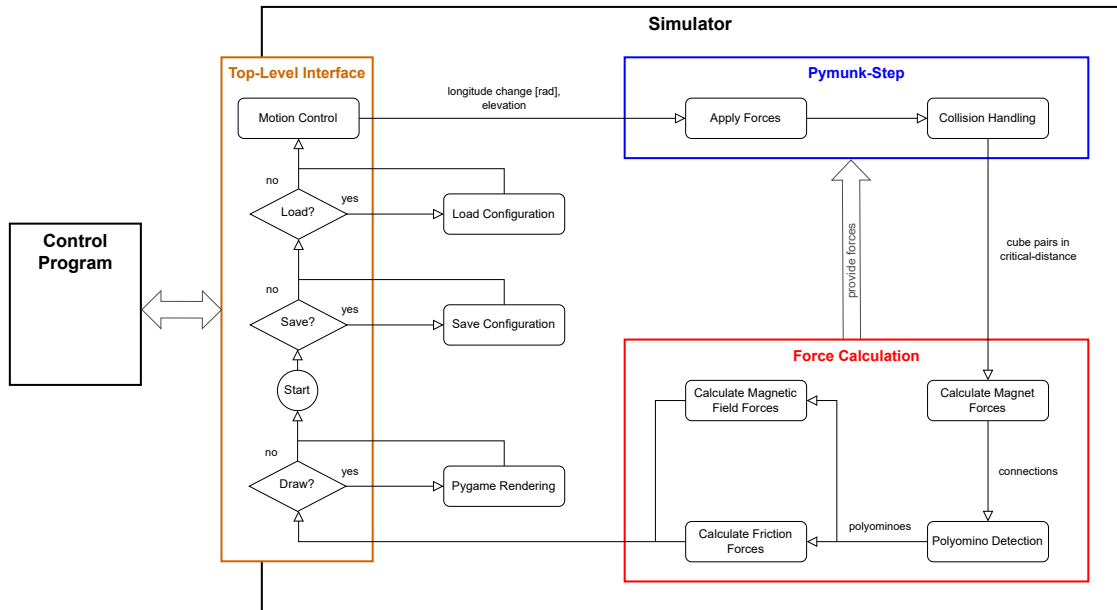 Simulator
Top-Level Interface
Pymunk-Step
longitude change [rad],
elevation
Motion Control
Apply Forces
Collision Handling
no
yes
Load?
Load Configuration
Control
Program
provide forces
cube pairs in
critical-distance
no
yes
Save?
Save Configuration
Force Calculation
Start
Calculate Magnetic
Field Forces
Calculate Magnet
Forces
no
yes
connections
Draw?
Pygame Rendering
polyominoes
Calculate Friction
Forces
Polyomino Detection